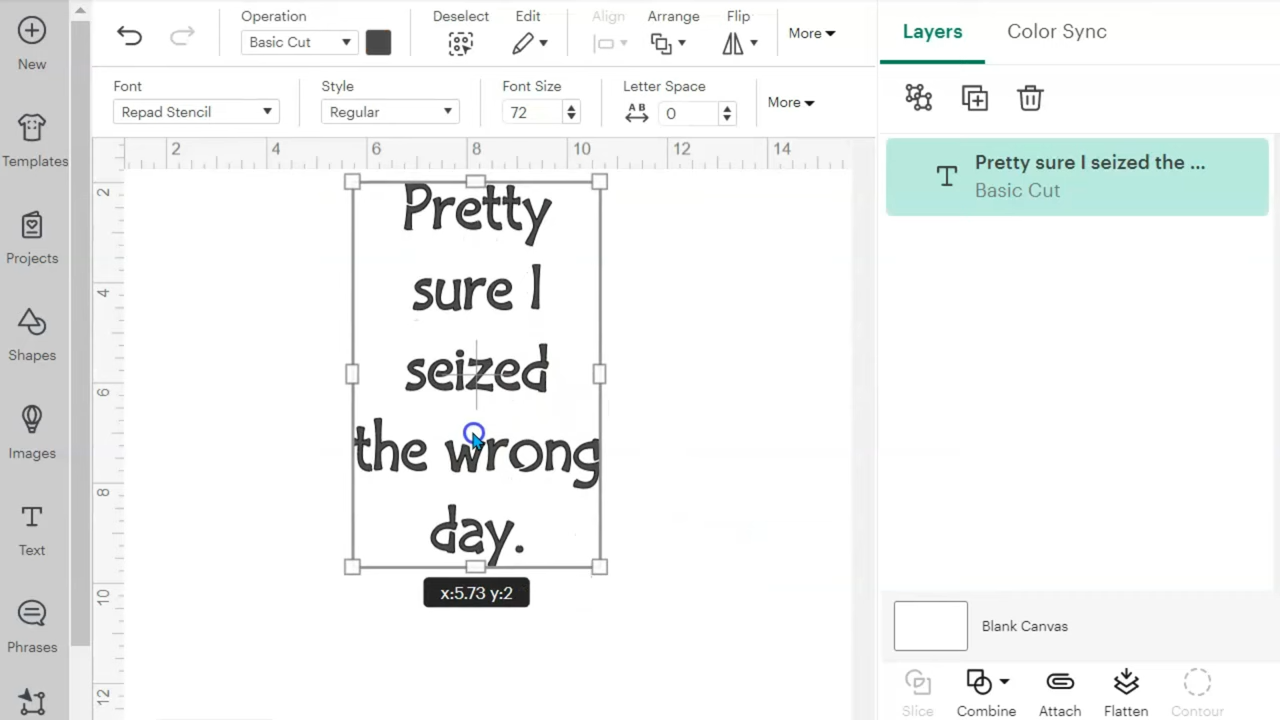 Operation Deselect Edit Align Arrange Flip
Basic Cut More
New
Font Style Font Size Letter Space
Repad Stencil Regular 72 A B 0 More
Templates
2 4 6 8 10 12 14
2
4
6
8
10
12
Projects
Shapes
Images
Text
Phrases
Pretty
sure I
seized
the wrong
day.
x:5.73 y:2
Layers Color Sync
T Pretty sure I seized the ...
Basic Cut
Blank Canvas
Slice Combine Attach Flatten Contour